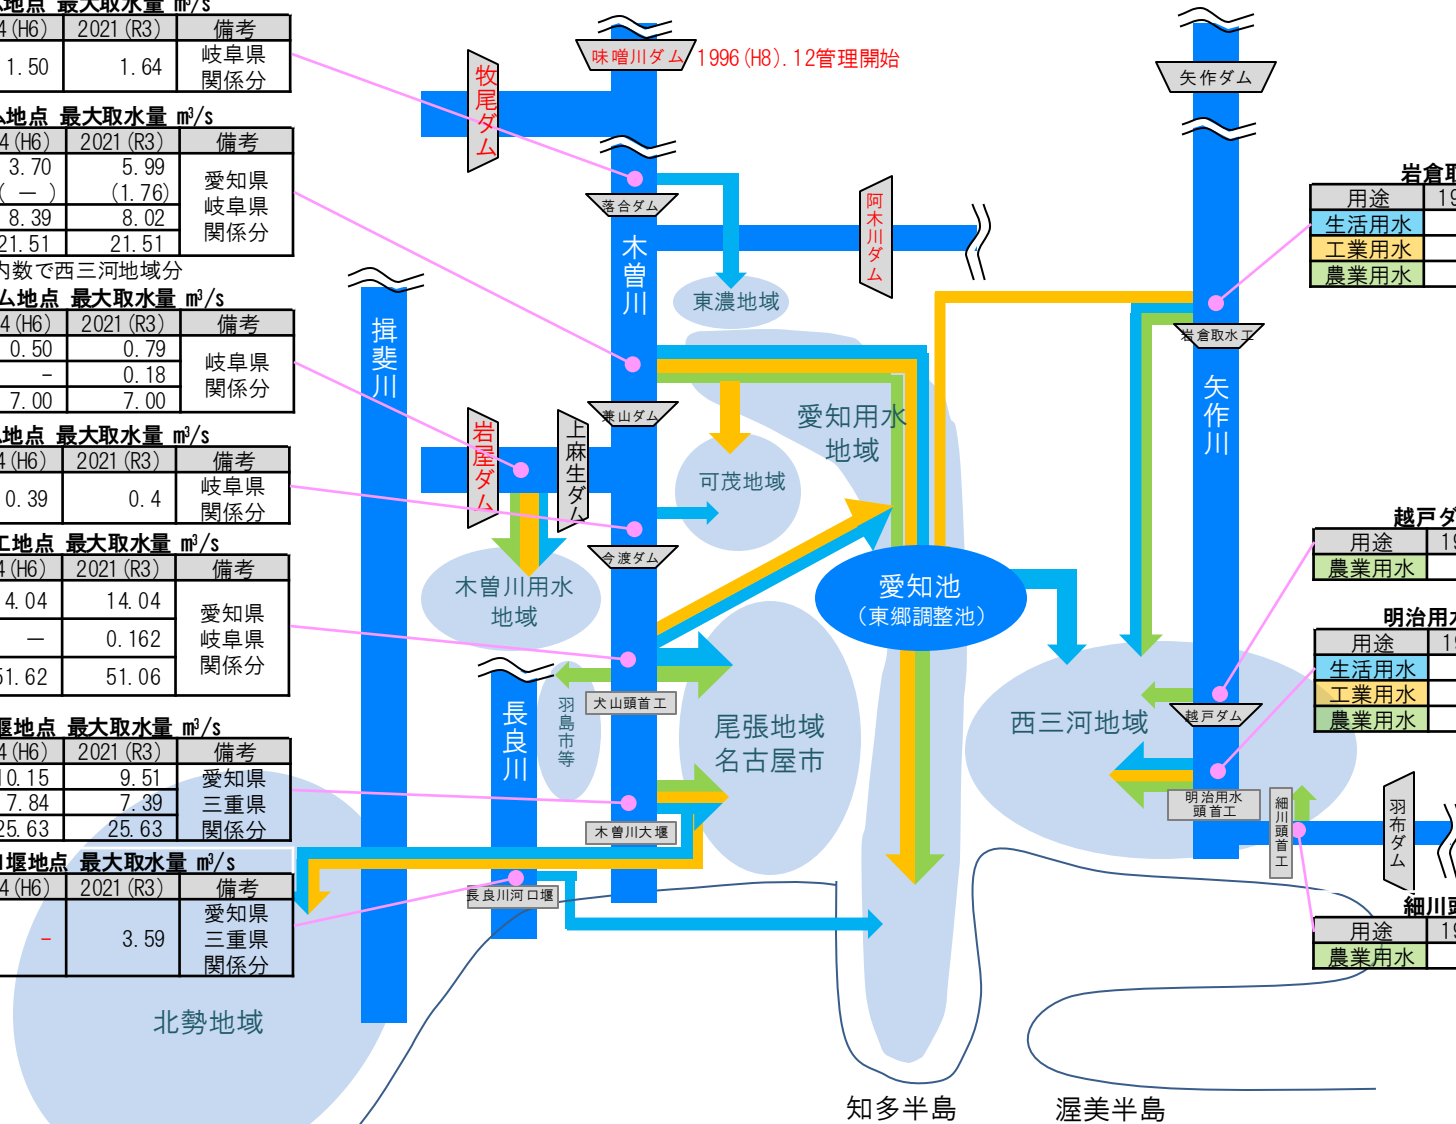 地点 最大取水量 m³/s
4(H6) 2021(R3) 備考
1.50 1.64 岐阜県
関係分
ム地点 最大取水量 m³/s
4(H6) 2021(R3) 備考
3.70 5.99 愛知県
( — ) (1.76) 岐阜県
8.39 8.02 関係分
21.51 21.51
内数で西三河地域分
ム地点 最大取水量 m³/s
4(H6) 2021(R3) 備考
0.50 0.79 岐阜県
- 0.18 関係分
7.00 7.00
地点 最大取水量 m³/s
4(H6) 2021(R3) 備考
0.39 0.4 岐阜県
関係分
工地点 最大取水量 m³/s
4(H6) 2021(R3) 備考
4.04 14.04 愛知県
— 0.162 岐阜県
51.62 51.06 関係分
堰地点 最大取水量 m³/s
4(H6) 2021(R3) 備考
10.15 9.51 愛知県
7.84 7.39 三重県
25.63 25.63 関係分
堰地点 最大取水量 m³/s
4(H6) 2021(R3) 備考
- 3.59 愛知県
三重県
関係分
味噌川ダム 1996(H8).12管理開始
牧尾ダム
落合ダム
阿木川ダム
木曽川
東濃地域
揖斐川
兼山ダム
愛知用水
地域
岩屋ダム
上麻生ダム
可茂地域
今渡ダム
木曽川用水
地域
愛知池
(東郷調整池)
犬山頭首工
長良川
羽島市等
尾張地域
名古屋市
木曽川大堰
長良川河口堰
北勢地域
知多半島
渥美半島
矢作ダム
岩倉取水工
矢作川
西三河地域
越戸ダム
明治用水
頭首工
細川頭首工
羽布ダム
岩倉取
用途 19
生活用水
工業用水
農業用水
越戸ダ
用途 19
農業用水
明治用水
用途 19
生活用水
工業用水
農業用水
細川頭
用途 19
農業用水